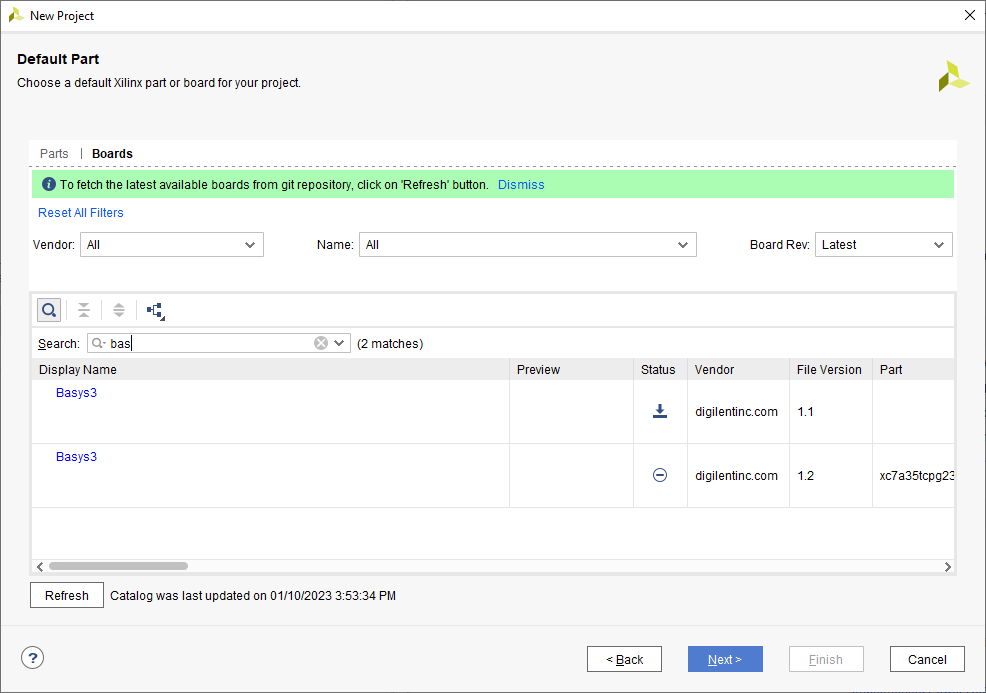 New Project
Default Part
Choose a default Xilinx part or board for your project.
Parts | Boards
To fetch the latest available boards from git repository, click on 'Refresh' button. Dismiss
Reset All Filters
Vendor: All Name: All Board Rev: Latest
Search: bas (2 matches)
Display Name Preview Status Vendor File Version Part
Basys3
digilentinc.com 1.1
Basys3
digilentinc.com 1.2 xc7a35tcpg23
Refresh Catalog was last updated on 01/10/2023 3:53:34 PM
? < Back Next > Finish Cancel